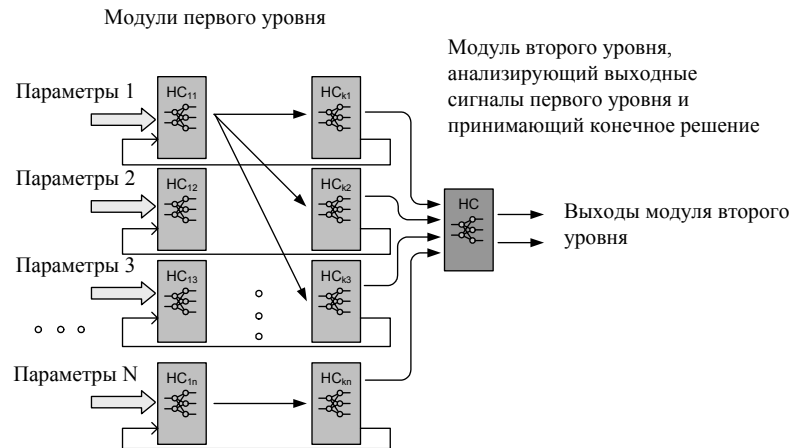 Модули первого уровня
Модуль второго уровня,
анализирующий выходные
сигналы первого уровня и
принимающий конечное решение
Параметры 1
НС11
НСk1
Параметры 2
НС12
НСk2
НС
Выходы модуля второго
уровня
Параметры 3
НС13
НСk3
Параметры N
НС1n
НСkn